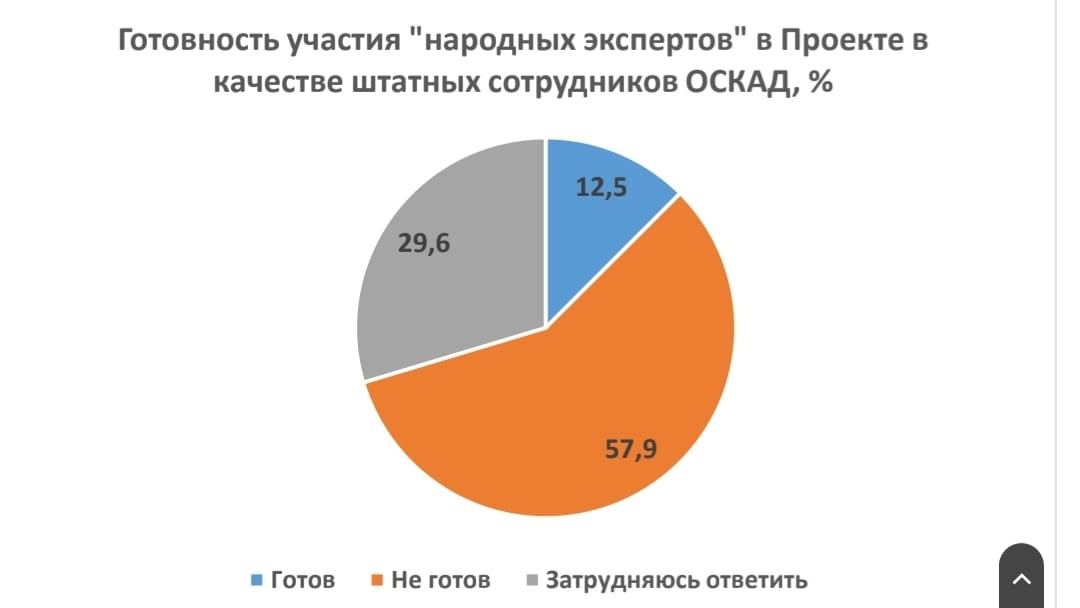 Готовность участия "народных экспертов" в Проекте в
качестве штатных сотрудников ОСКАД, %
12,5
29,6
57,9
Готов Не готов Затрудняюсь ответить